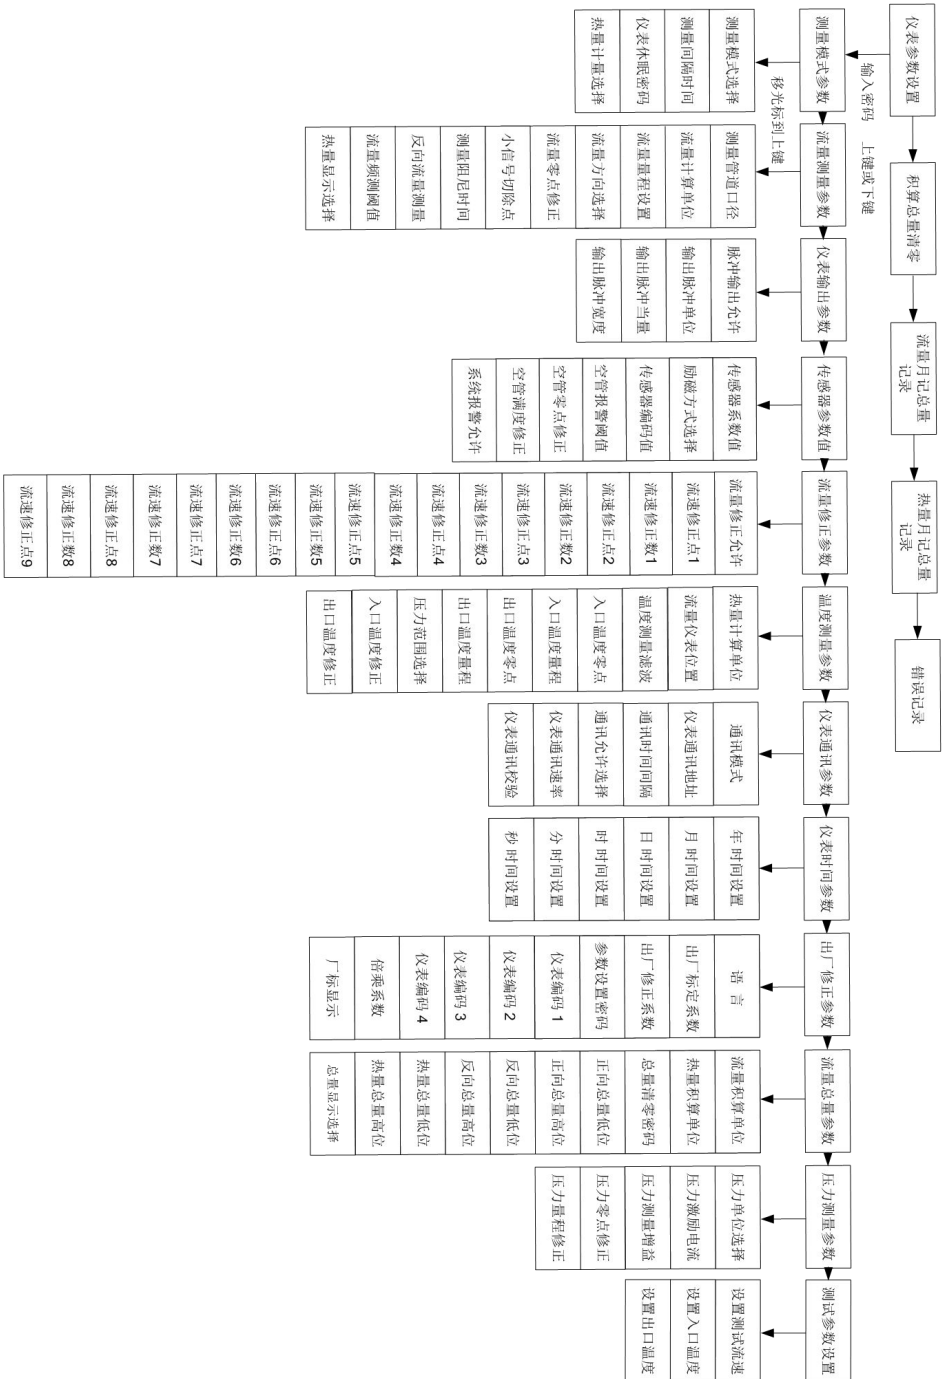 仪表参数设置
积算总量清零
流量月记总量
记录
热量月记总量
记录
错误记录
输入密码
上键或下键
移光标到上键
测量模式参数
测量模式选择
测量间隔时间
仪表休眠密码
热量计量选择
流量测量参数
测量管道口径
流量计算单位
流量量程设置
流量方向选择
流量零点修正
小信号切除点
测量阻尼时间
反向流量测量
流量频测阈值
热量显示选择
仪表输出参数
脉冲输出允许
输出脉冲单位
输出脉冲当量
输出脉冲宽度
传感器参数值
传感器系数值
励磁方式选择
传感器编码值
空管报警阈值
空管零点修正
空管满度修正
系统报警允许
流量修正参数
流量修正允许
流速修正点1
流速修正数1
流速修正点2
流速修正数2
流速修正点3
流速修正数3
流速修正点4
流速修正数4
流速修正点5
流速修正数5
流速修正点6
流速修正数6
流速修正点7
流速修正数7
流速修正点8
流速修正数8
流速修正点9
温度测量参数
热量计算单位
流量仪表位置
温度测量滤波
入口温度零点
入口温度量程
出口温度零点
出口温度量程
压力范围选择
入口温度修正
出口温度修正
仪表通讯参数
通讯模式
仪表通讯地址
通讯时间间隔
通讯允许选择
仪表通讯速率
仪表通讯校验
仪表时间参数
年 时间设置
月 时间设置
日 时间设置
时 时间设置
分 时间设置
秒 时间设置
出厂修正参数
语 言
出厂标定系数
出厂修正系数
参数设置密码
仪表编码 1
仪表编码 2
仪表编码 3
仪表编码 4
倍乘系数
厂标显示
流量总量参数
流量积算单位
热量积算单位
总量清零密码
正向总量低位
正向总量高位
反向总量低位
反向总量高位
热量总量低位
热量总量高位
总量显示选择
压力测量参数
压力单位选择
压力激励电流
压力测量增益
压力零点修正
压力量程修正
测试参数设置
设置测试流速
设置入口温度
设置出口温度